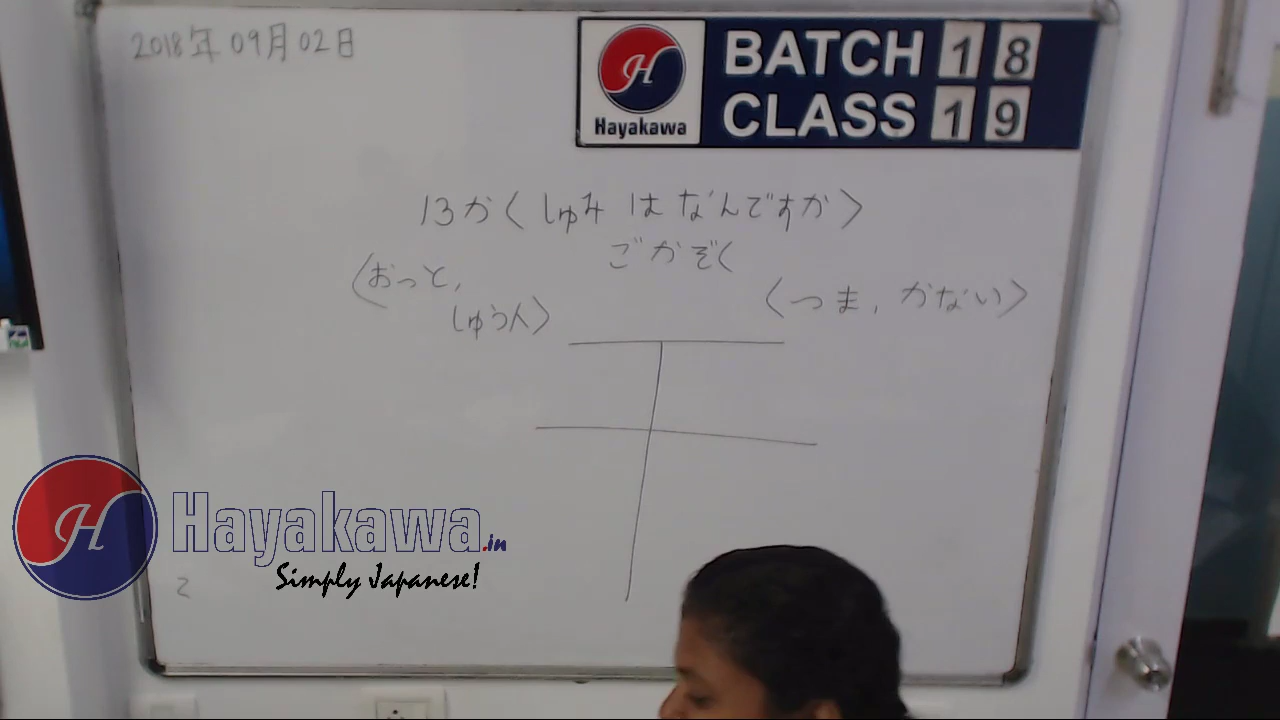 2018年09月02日
BATCH 18
CLASS 19
H
Hayakawa
13か〈しゅみ は なんですか〉
ごかぞく
〈おっと,
しゅうん〉
〈つま, かない〉
H
Hayakawa.in
Simply Japanese!
2